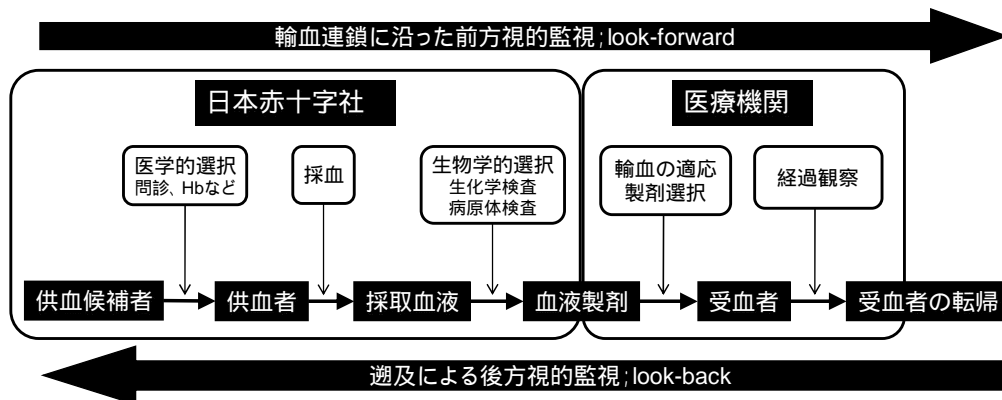 輸血連鎖に沿った前方視的監視;look-forward
日本赤十字社
医療機関
医学的選択
問診、Hbなど
採血
生物学的選択
生化学検査
病原体検査
輸血の適応
製剤選択
経過観察
供血候補者
供血者
採取血液
血液製剤
受血者
受血者の転帰
遡及による後方視的監視;look-back